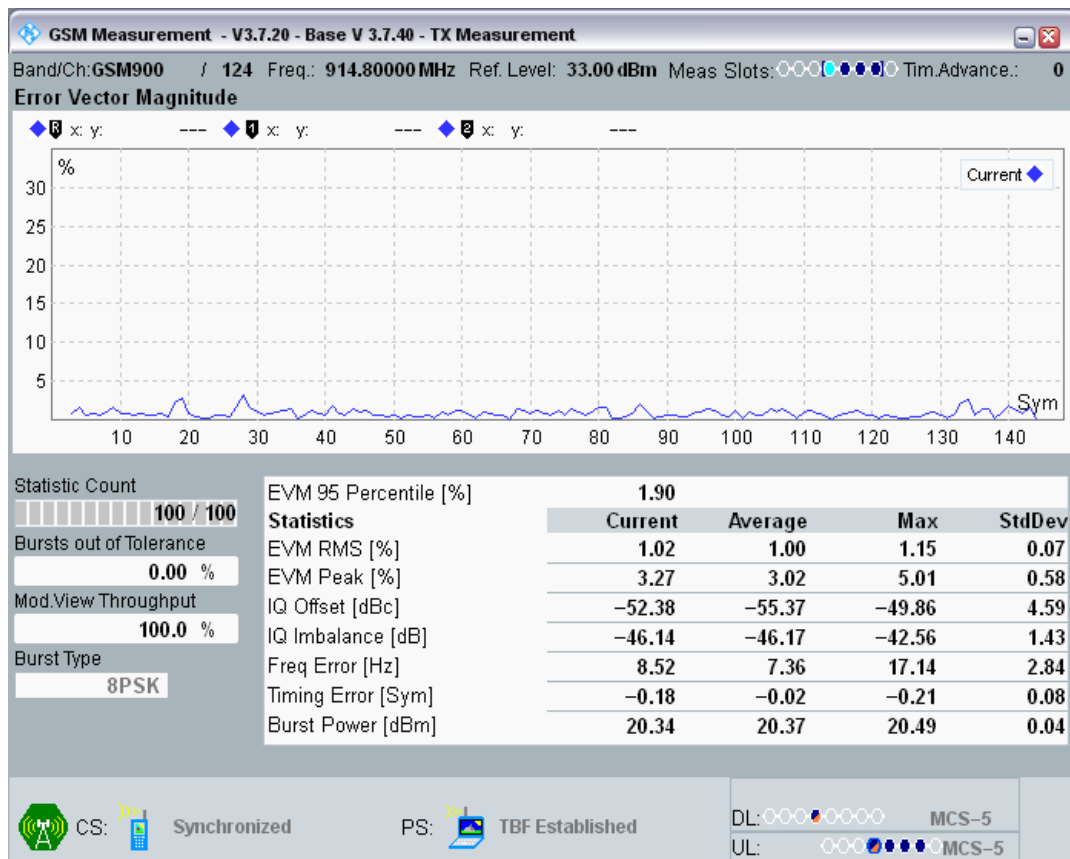 GSM Measurement - V3.7.20 - Base V 3.7.40 - TX Measurement
Band/Ch:GSM900 / 124 Freq.: 914.80000 MHz Ref. Level: 33.00 dBm Meas Slots: Tim.Advance.: 0
Error Vector Magnitude
R x: y: --- 1 x: y: --- 2 x: y: ---
%
Current
30
25
20
15
10
5
Sym
10 20 30 40 50 60 70 80 90 100 110 120 130 140
Statistic Count
100 / 100
Bursts out of Tolerance
0.00 %
Mod.View Throughput
100.0 %
Burst Type
8PSK
EVM 95 Percentile [%] 1.90
Statistics Current Average Max StdDev
EVM RMS [%] 1.02 1.00 1.15 0.07
EVM Peak [%] 3.27 3.02 5.01 0.58
IQ Offset [dBc] −52.38 −55.37 −49.86 4.59
IQ Imbalance [dB] −46.14 −46.17 −42.56 1.43
Freq Error [Hz] 8.52 7.36 17.14 2.84
Timing Error [Sym] −0.18 −0.02 −0.21 0.08
Burst Power [dBm] 20.34 20.37 20.49 0.04
CS: Synchronized PS: TBF Established
DL: MCS−5
UL: MCS−5